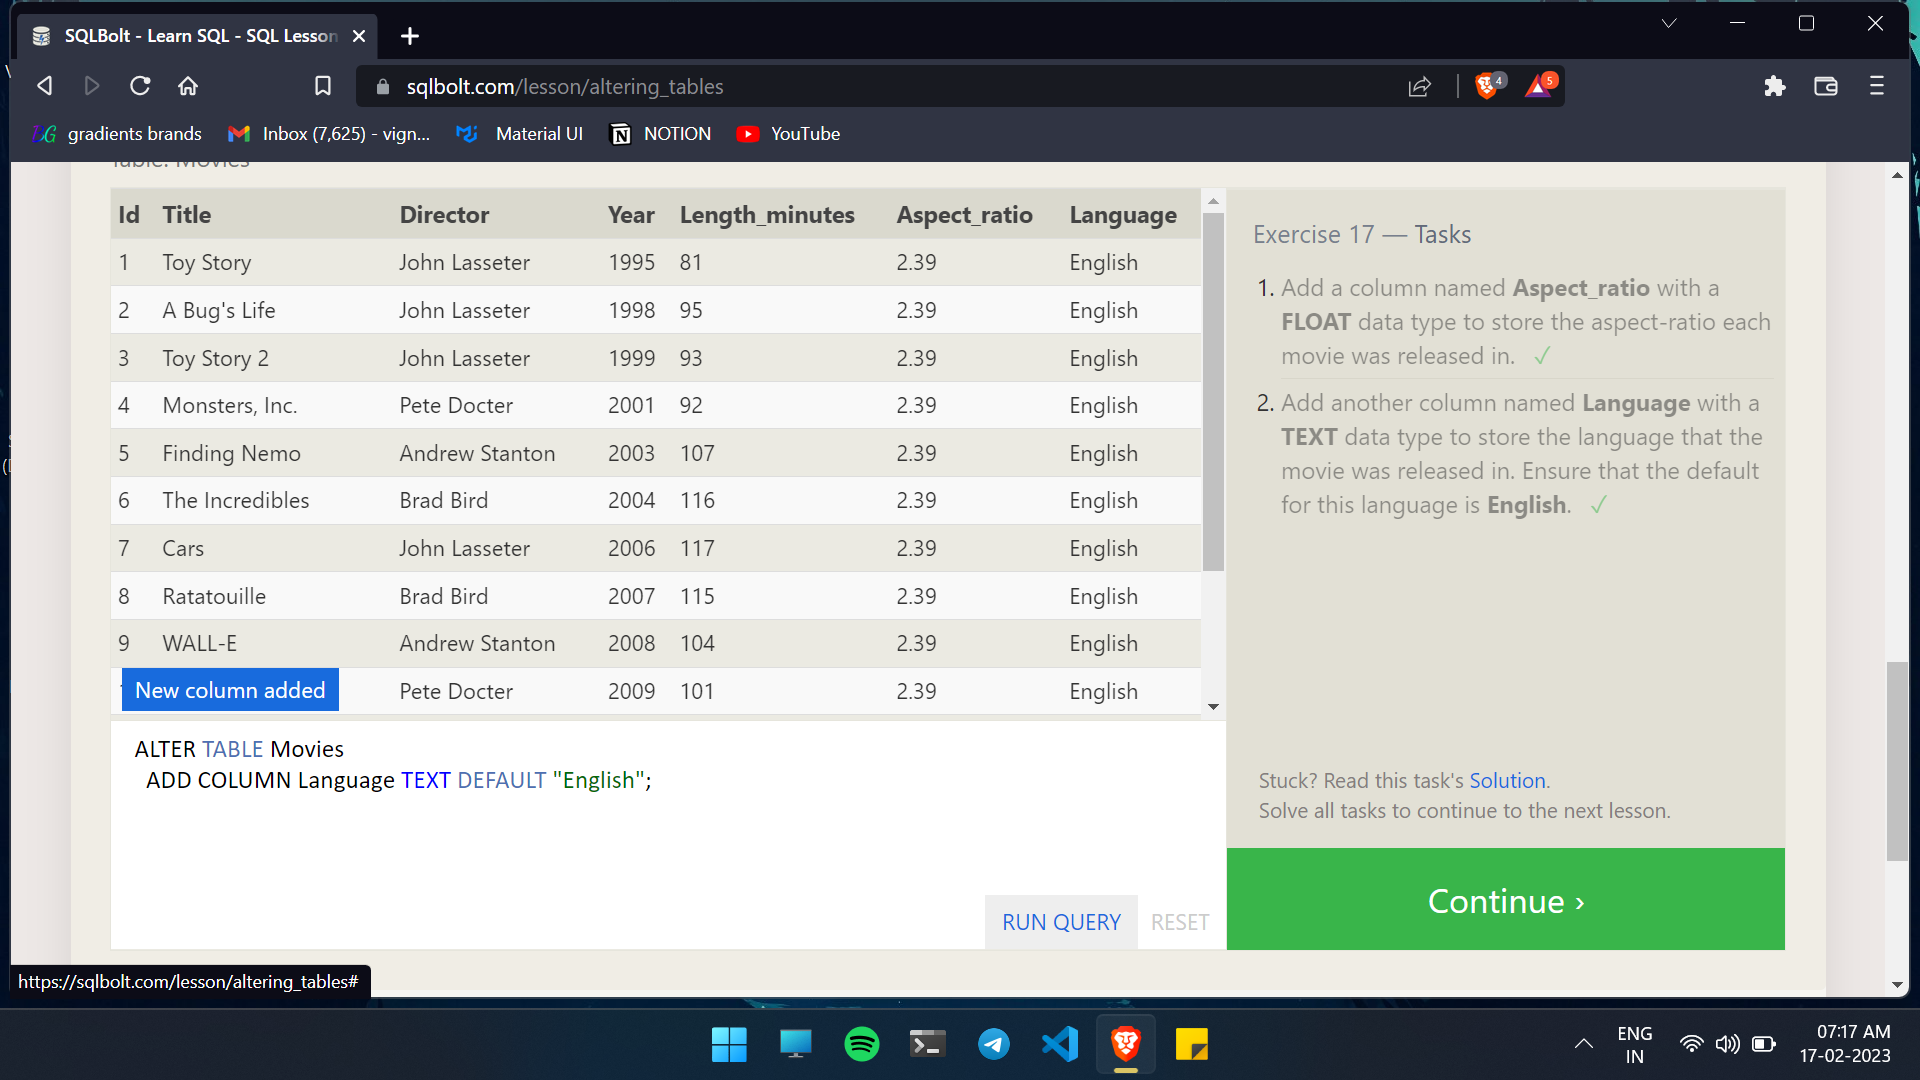 SQLBolt - Learn SQL - SQL Lesson
sqlbolt.com/lesson/altering_tables
4
5
gradients brands
Inbox (7,625) - vign...
Material UI
NOTION
YouTube
Table: Movies
Id Title Director Year Length_minutes Aspect_ratio Language
1 Toy Story John Lasseter 1995 81 2.39 English
2 A Bug's Life John Lasseter 1998 95 2.39 English
3 Toy Story 2 John Lasseter 1999 93 2.39 English
4 Monsters, Inc. Pete Docter 2001 92 2.39 English
5 Finding Nemo Andrew Stanton 2003 107 2.39 English
6 The Incredibles Brad Bird 2004 116 2.39 English
7 Cars John Lasseter 2006 117 2.39 English
8 Ratatouille Brad Bird 2007 115 2.39 English
9 WALL-E Andrew Stanton 2008 104 2.39 English
Pete Docter 2009 101 2.39 English
New column added
ALTER TABLE Movies
ADD COLUMN Language TEXT DEFAULT "English";
RUN QUERY
RESET
Exercise 17 — Tasks
1. Add a column named Aspect_ratio with a
FLOAT data type to store the aspect-ratio each
movie was released in. ✓
2. Add another column named Language with a
TEXT data type to store the language that the
movie was released in. Ensure that the default
for this language is English. ✓
Stuck? Read this task's Solution.
Solve all tasks to continue to the next lesson.
Continue ›
https://sqlbolt.com/lesson/altering_tables#
ENG
IN
07:17 AM
17-02-2023